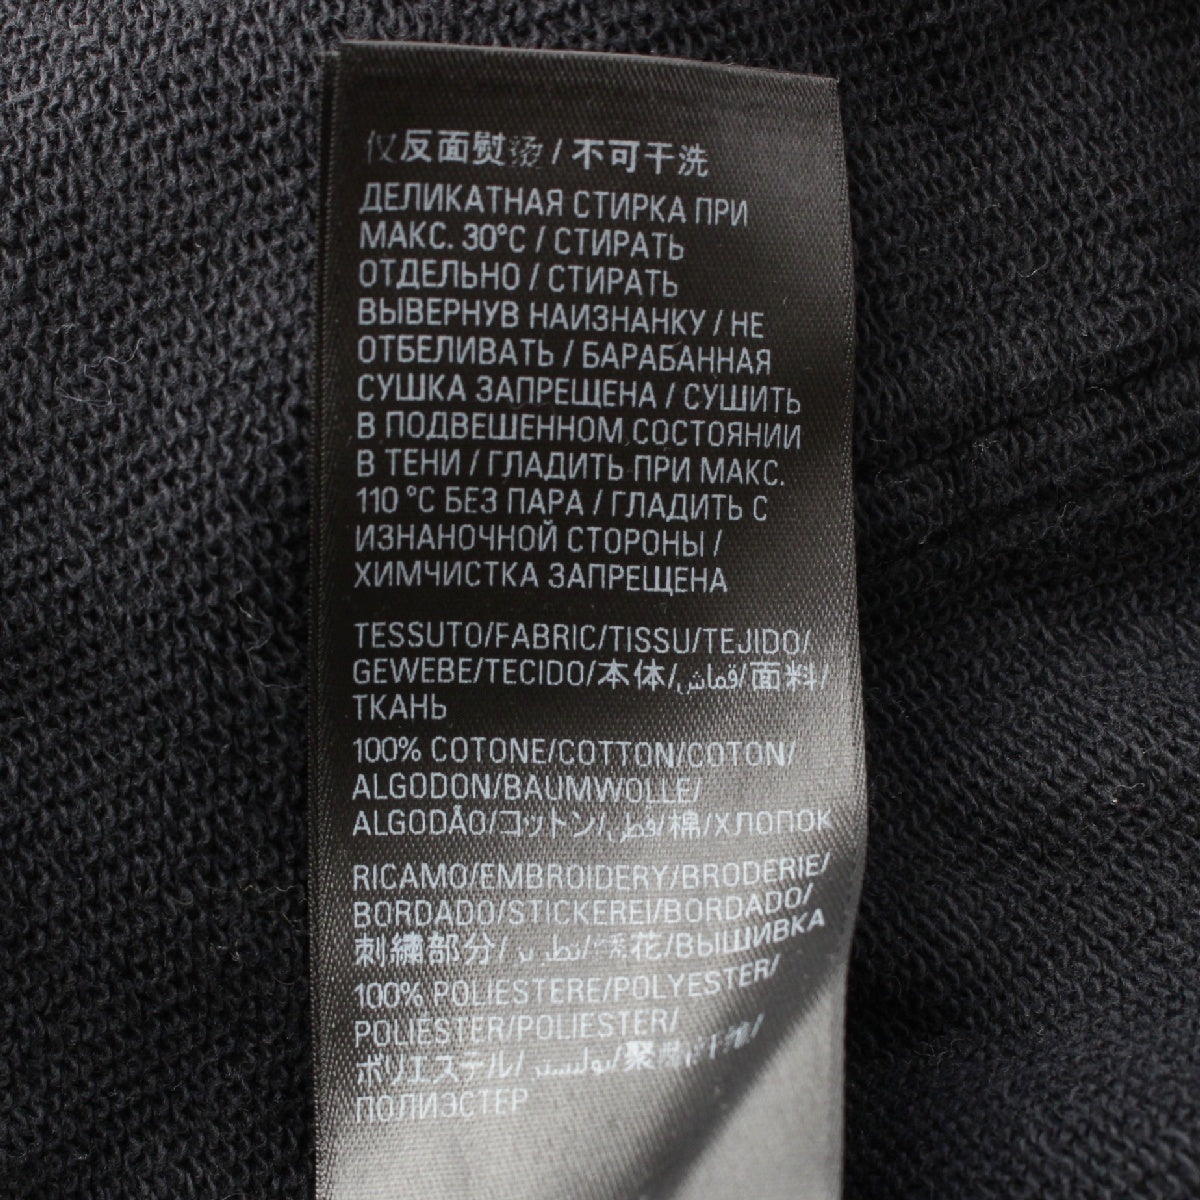 仅反面熨烫 / 不可干洗
ДЕЛИКАТНАЯ СТИРКА ПРИ
МАКС. 30°C / СТИРАТЬ
ОТДЕЛЬНО / СТИРАТЬ
ВЫВЕРНУВ НАИЗНАНКУ / НЕ
ОТБЕЛИВАТЬ / БАРАБАННАЯ
СУШКА ЗАПРЕЩЕНА / СУШИТЬ
В ПОДВЕШЕННОМ СОСТОЯНИИ
В ТЕНИ / ГЛАДИТЬ ПРИ МАКС.
110 °C БЕЗ ПАРА / ГЛАДИТЬ С
ИЗНАНОЧНОЙ СТОРОНЫ /
ХИМЧИСТКА ЗАПРЕЩЕНА
TESSUTO/FABRIC/TISSU/TEJIDO/
GEWEBE/TECIDO/本体/قماش/面料/
ТКАНЬ
100% COTONE/COTTON/COTON/
ALGODON/BAUMWOLLE/
ALGODÃO/コットン/قطن/棉/ХЛОПОК
RICAMO/EMBROIDERY/BRODERIE/
BORDADO/STICKEREI/BORDADO/
刺繍部分/绣花/ВЫШИВКА
100% POLIESTERE/POLYESTER/
POLIÉSTER/POLIESTER/
ポリエステル/
ПОЛИЭСТЕР